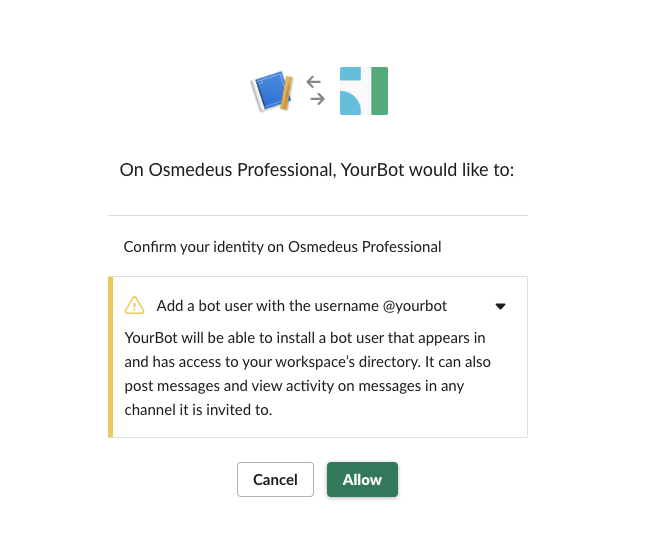 On Osmedeus Professional, YourBot would like to:
Confirm your identity on Osmedeus Professional
Add a bot user with the username @yourbot
YourBot will be able to install a bot user that appears in
and has access to your workspace’s directory. It can also
post messages and view activity on messages in any
channel it is invited to.
Cancel
Allow